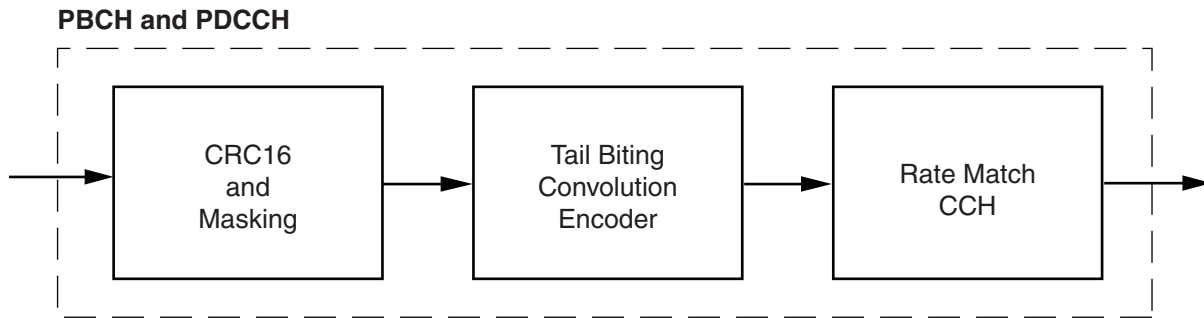 PBCH and PDCCH
CRC16
and
Masking
Tail Biting
Convolution
Encoder
Rate Match
CCH